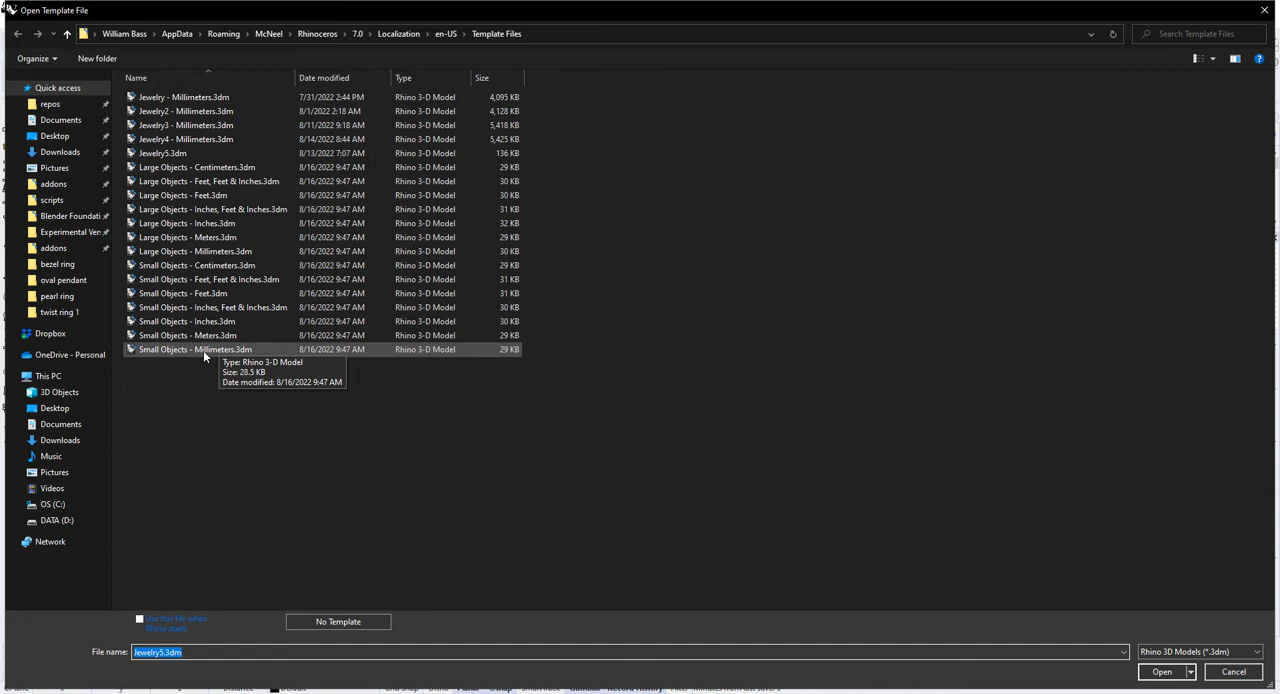 Open Template File
William Bass
AppData
Roaming
McNeel
Rhinoceros
7.0
Localization
en-US
Template Files
Search Template Files
Organize
New folder
Name
Date modified
Type
Size
Quick access
repos
Documents
Desktop
Downloads
Pictures
addons
scripts
Blender Foundati
Experimental Ver
addons
bezel ring
oval pendant
pearl ring
twist ring 1
Dropbox
OneDrive - Personal
This PC
3D Objects
Desktop
Documents
Downloads
Music
Pictures
Videos
OS (C:)
DATA (D:)
Network
Jewelry - Millimeters.3dm 7/31/2022 2:44 PM Rhino 3-D Model 4,095 KB
Jewelry2 - Millimeters.3dm 8/1/2022 2:18 AM Rhino 3-D Model 4,128 KB
Jewelry3 - Millimeters.3dm 8/11/2022 9:18 AM Rhino 3-D Model 5,418 KB
Jewelry4 - Millimeters.3dm 8/14/2022 8:44 AM Rhino 3-D Model 5,425 KB
Jewelry5.3dm 8/13/2022 7:07 AM Rhino 3-D Model 136 KB
Large Objects - Centimeters.3dm 8/16/2022 9:47 AM Rhino 3-D Model 29 KB
Large Objects - Feet, Feet & Inches.3dm 8/16/2022 9:47 AM Rhino 3-D Model 30 KB
Large Objects - Feet.3dm 8/16/2022 9:47 AM Rhino 3-D Model 30 KB
Large Objects - Inches, Feet & Inches.3dm 8/16/2022 9:47 AM Rhino 3-D Model 31 KB
Large Objects - Inches.3dm 8/16/2022 9:47 AM Rhino 3-D Model 32 KB
Large Objects - Meters.3dm 8/16/2022 9:47 AM Rhino 3-D Model 29 KB
Large Objects - Millimeters.3dm 8/16/2022 9:47 AM Rhino 3-D Model 30 KB
Small Objects - Centimeters.3dm 8/16/2022 9:47 AM Rhino 3-D Model 29 KB
Small Objects - Feet, Feet & Inches.3dm 8/16/2022 9:47 AM Rhino 3-D Model 31 KB
Small Objects - Feet.3dm 8/16/2022 9:47 AM Rhino 3-D Model 31 KB
Small Objects - Inches, Feet & Inches.3dm 8/16/2022 9:47 AM Rhino 3-D Model 30 KB
Small Objects - Inches.3dm 8/16/2022 9:47 AM Rhino 3-D Model 30 KB
Small Objects - Meters.3dm 8/16/2022 9:47 AM Rhino 3-D Model 29 KB
Small Objects - Millimeters.3dm 8/16/2022 9:47 AM Rhino 3-D Model 29 KB
Type: Rhino 3-D Model
Size: 28.5 KB
Date modified: 8/16/2022 9:47 AM
Use this file when
Rhino starts
No Template
File name:
Jewelry5.3dm
Rhino 3D Models (*.3dm)
Open
Cancel